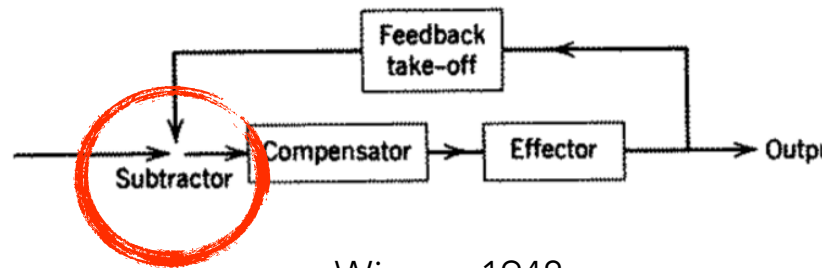 Feedback
take-off
Subtractor
Compensator
Effector